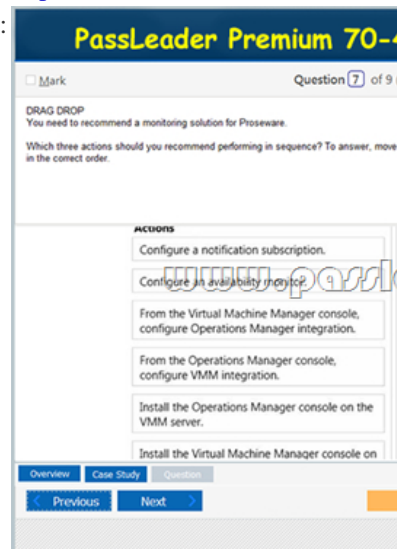 :
PassLeader Premium 70-4
Mark
Question 7 of 9
DRAG DROP
You need to recommend a monitoring solution for Proseware.
Which three actions should you recommend performing in sequence? To answer, move
in the correct order.
Actions
Configure a notification subscription.
Configure an availability monitor.
www.passl
From the Virtual Machine Manager console,
configure Operations Manager integration.
From the Operations Manager console,
configure VMM integration.
Install the Operations Manager console on the
VMM server.
Install the Virtual Machine Manager console on
Overview Case Study Question
Previous Next